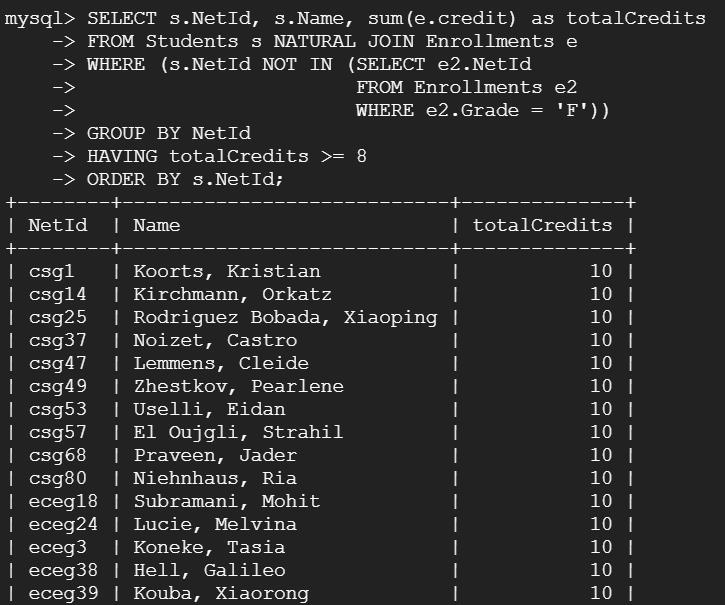 mysql> SELECT s.NetId, s.Name, sum(e.credit) as totalCredits
    -> FROM Students s NATURAL JOIN Enrollments e
    -> WHERE (s.NetId NOT IN (SELECT e2.NetId
    ->                        FROM Enrollments e2
    ->                        WHERE e2.Grade = 'F'))
    -> GROUP BY NetId
    -> HAVING totalCredits >= 8
    -> ORDER BY s.NetId;
+--------+----------------------------+--------------+
| NetId  | Name                       | totalCredits |
+--------+----------------------------+--------------+
| csg1   | Koorts, Kristian           |           10 |
| csg14  | Kirchmann, Orkatz          |           10 |
| csg25  | Rodriguez Bobada, Xiaoping |           10 |
| csg37  | Noizet, Castro             |           10 |
| csg47  | Lemmens, Cleide            |           10 |
| csg49  | Zhestkov, Pearlene         |           10 |
| csg53  | Uselli, Eidan              |           10 |
| csg57  | El Oujgli, Strahil         |           10 |
| csg68  | Praveen, Jader             |           10 |
| csg80  | Niehnhaus, Ria             |           10 |
| eceg18 | Subramani, Mohit           |           10 |
| eceg24 | Lucie, Melvina             |           10 |
| eceg3  | Koneke, Tasia              |           10 |
| eceg38 | Hell, Galileo              |           10 |
| eceg39 | Kouba, Xiaorong            |           10 |